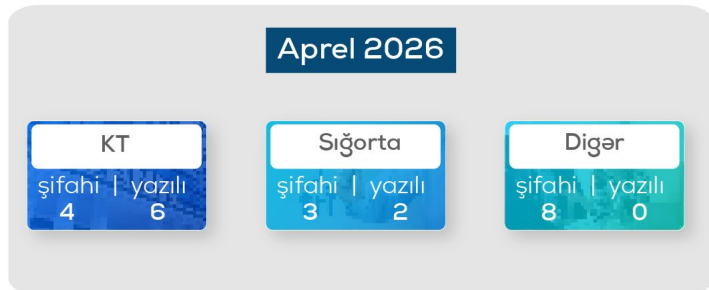 Aprel 2026
KT
şifahi | yazılı
4 6
Sığorta
şifahi | yazılı
3 2
Digər
şifahi | yazılı
8 0